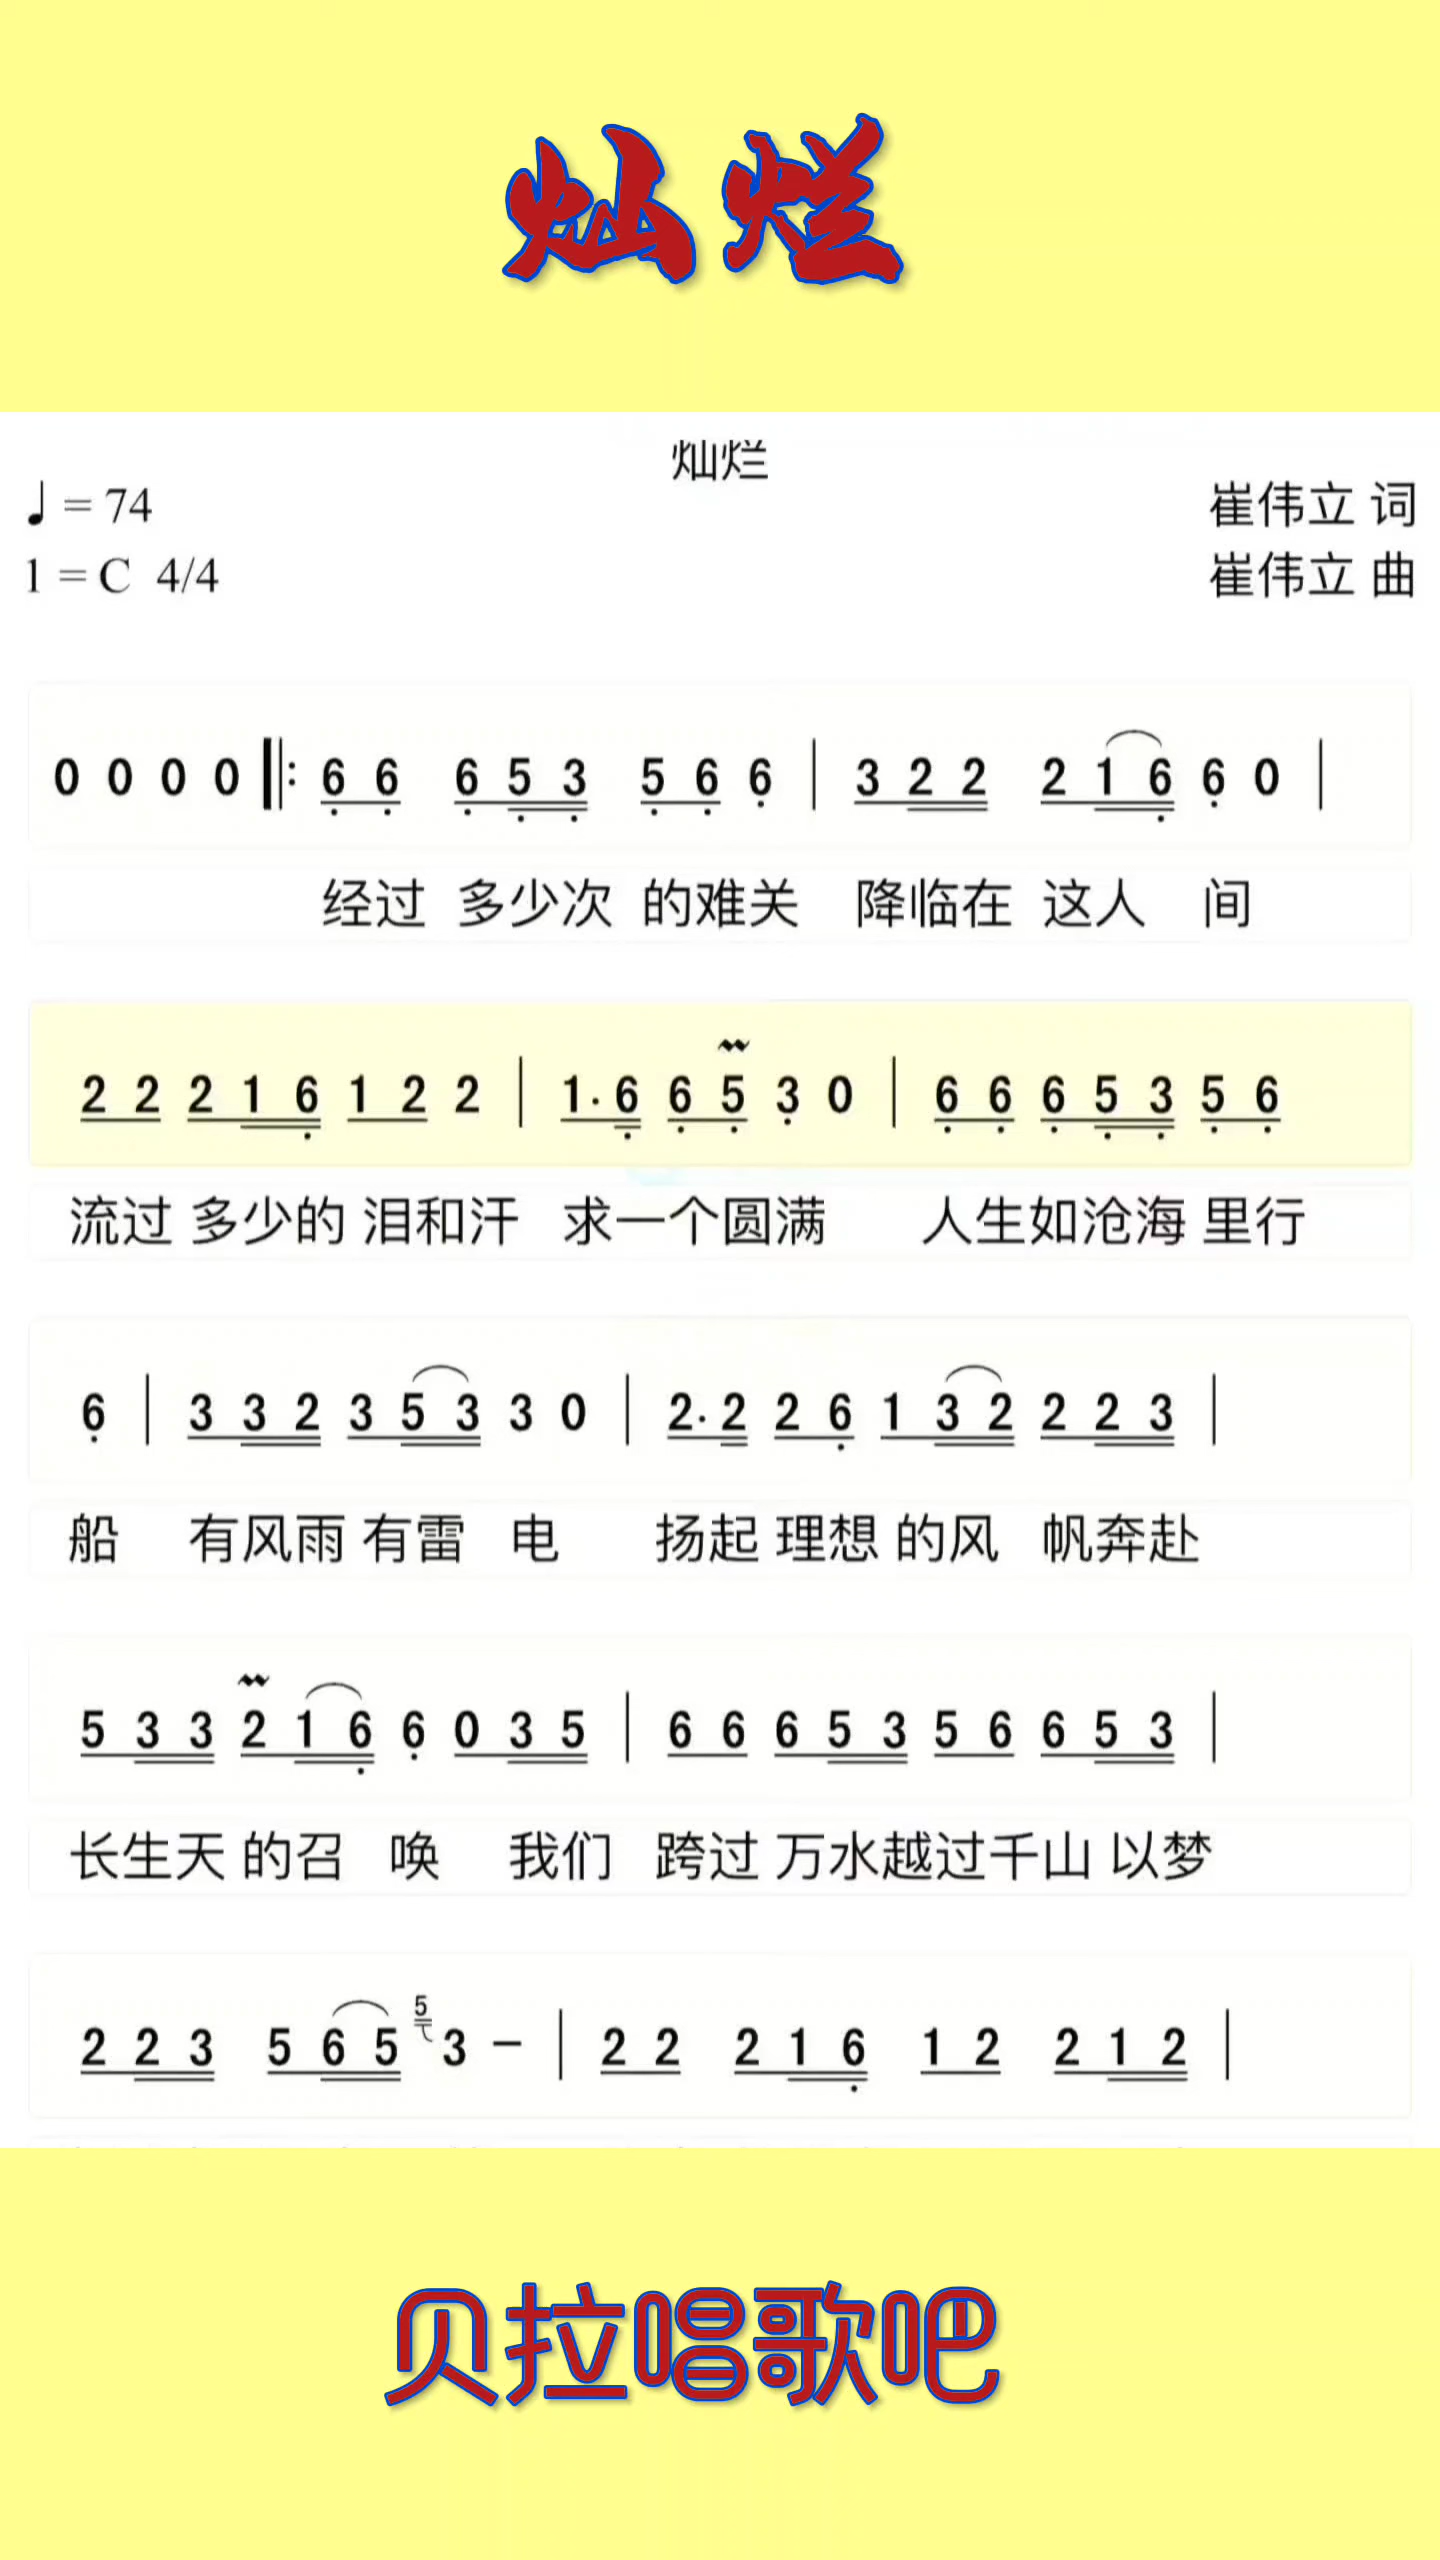 灿烂
灿烂
♩ = 74
崔伟立 词
1 = C 4/4
崔伟立 曲
0 0 0 0 ‖: 6 6 6 5 3 5 6 6 | 3 2 2 2 1 6 6 0 |
经过 多少次 的难关 降临在 这人 间
2 2 2 1 6 1 2 2 | 1. 6 6 5 3 0 | 6 6 6 5 3 5 6
流过 多少的 泪和汗 求一个圆满 人生如沧海 里行
6 | 3 3 2 3 5 3 3 0 | 2. 2 2 6 1 3 2 2 2 3 |
船 有风雨 有雷 电 扬起 理想 的风 帆奔赴
5 3 3 2 1 6 6 0 3 5 | 6 6 6 5 3 5 6 6 5 3 |
长生天 的召 唤 我们 跨过 万水越过千山 以梦
2 2 3 5 6 5 5 3 － | 2 2 2 1 6 1 2 2 1 2 |
贝拉唱歌吧